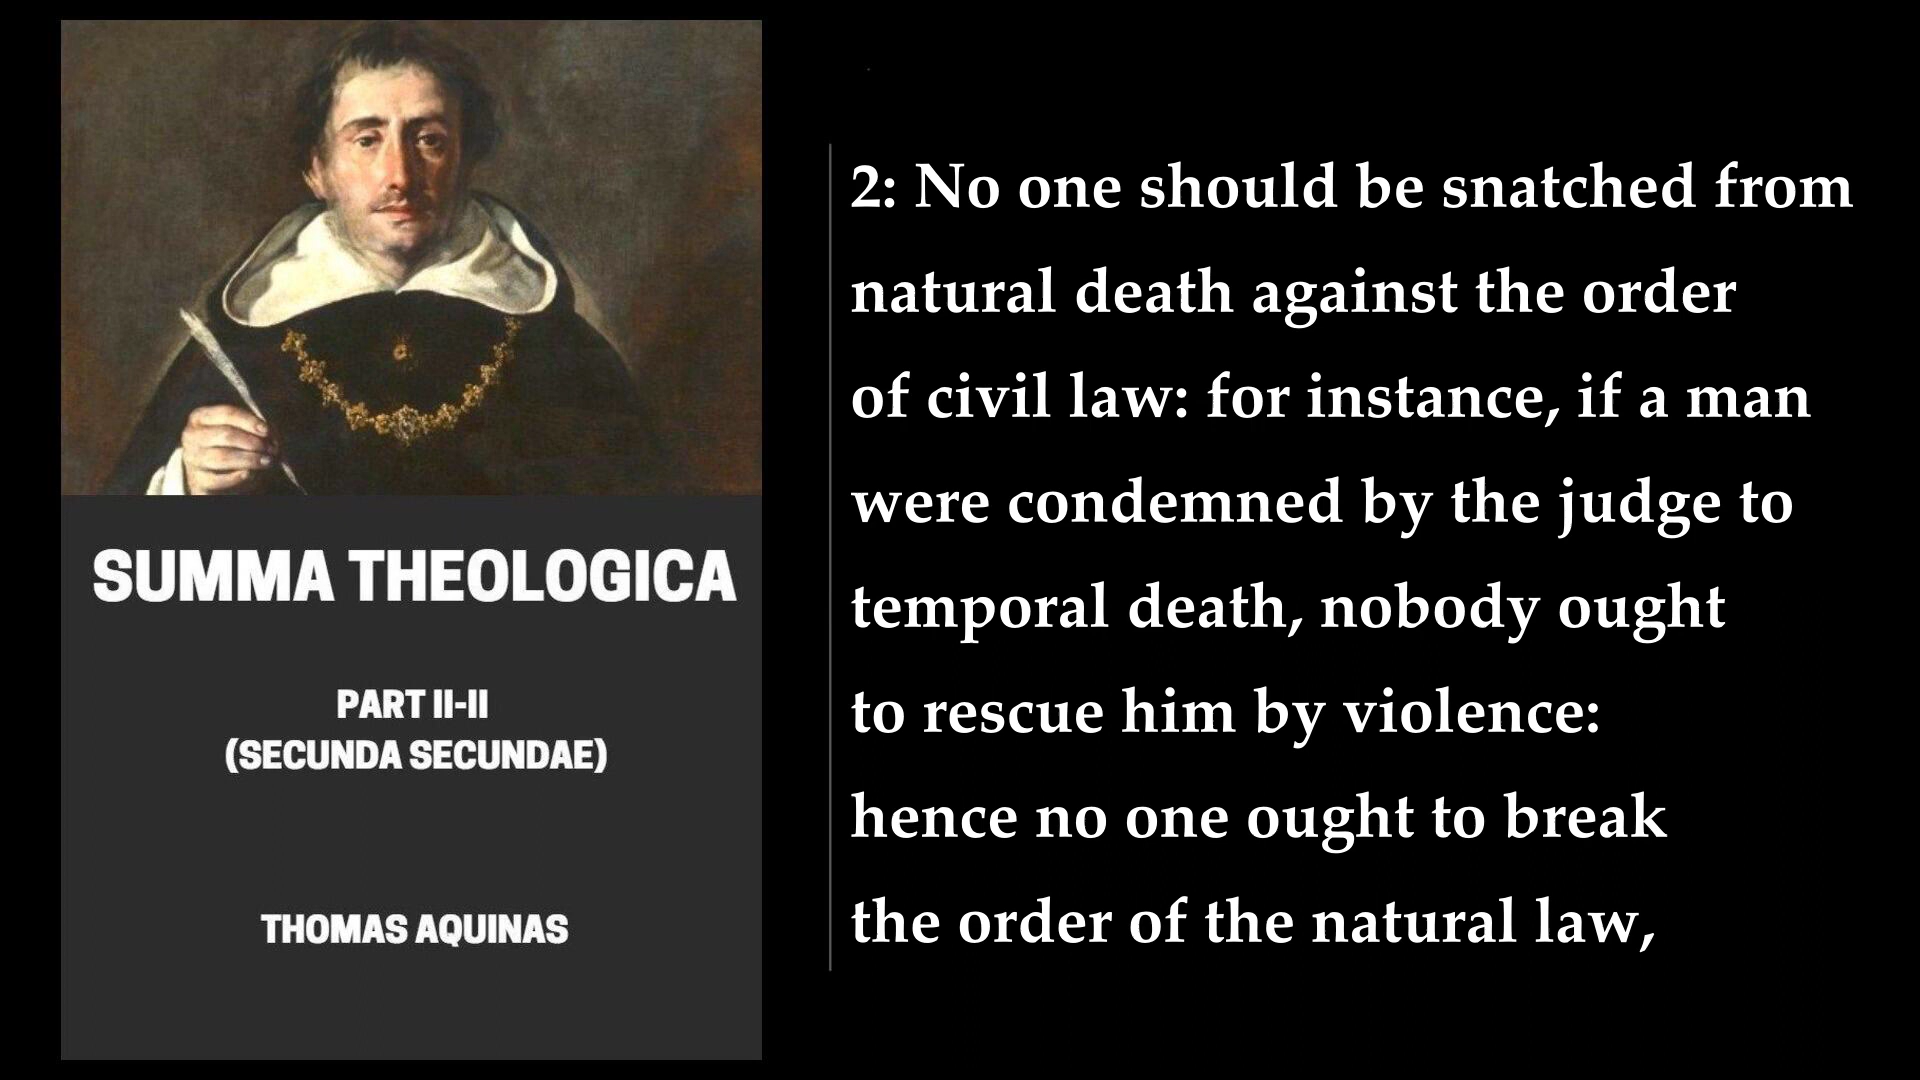 SUMMA THEOLOGICA
PART II-II
(SECUNDA SECUNDAE)
THOMAS AQUINAS
2: No one should be snatched from
natural death against the order
of civil law: for instance, if a man
were condemned by the judge to
temporal death, nobody ought
to rescue him by violence:
hence no one ought to break
the order of the natural law,